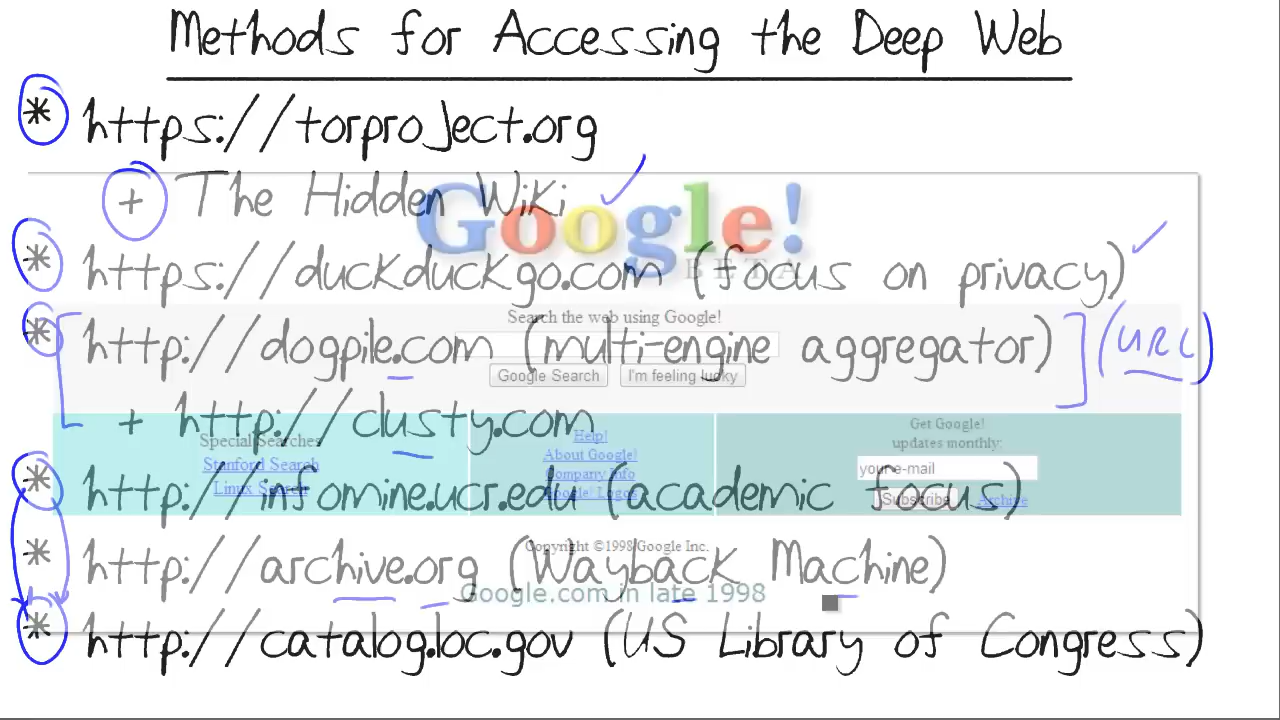 Methods for Accessing the Deep Web
* https://torproject.org
+ The Hidden Wiki
Google!
BETA
* https://duckduckgo.com (focus on privacy)
Search the web using Google!
* http://dogpile.com (multi-engine aggregator) (URL)
Google Search I'm feeling lucky
+ http://clusty.com
Special Searches
Stanford Search
Linux Search
Help!
About Google!
Company Info
Google! Logos
Get Google!
updates monthly:
your e-mail
Subscribe Archive
* http://infomine.ucr.edu (academic focus)
Copyright ©1998 Google Inc.
* http://archive.org (Wayback Machine)
Google.com in late 1998
* http://catalog.loc.gov (US Library of Congress)